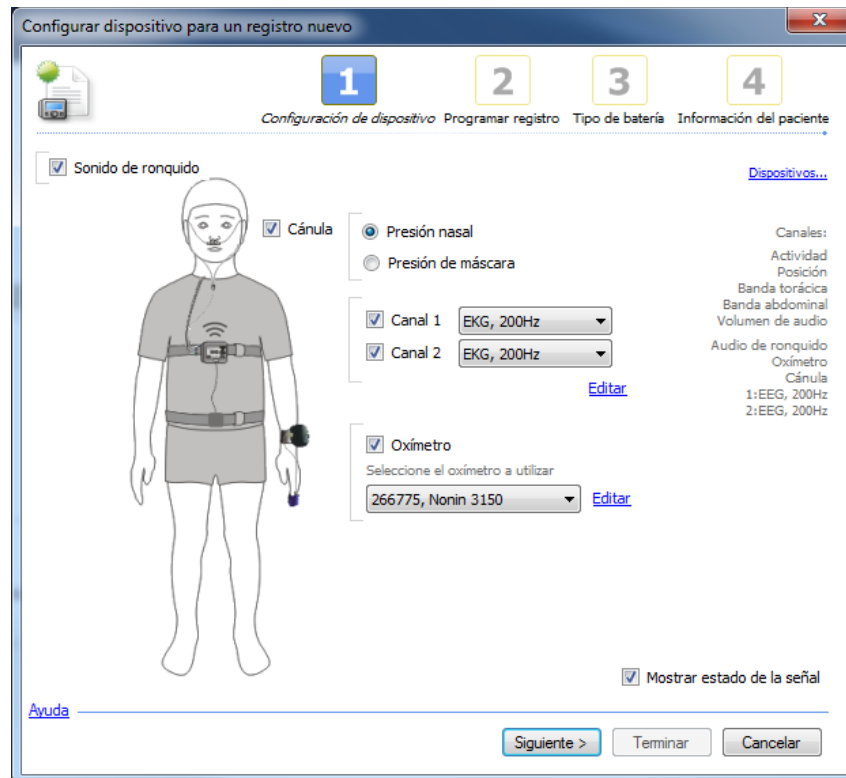 Configurar dispositivo para un registro nuevo
1
2
3
4
Configuración de dispositivo
Programar registro
Tipo de batería
Información del paciente
Sonido de ronquido
Dispositivos...
Cánula
Presión nasal
Presión de máscara
Canal 1
EKG, 200Hz
Canal 2
EKG, 200Hz
Editar
Oxímetro
Seleccione el oxímetro a utilizar
266775, Nonin 3150
Editar
Canales:
Actividad
Posición
Banda torácica
Banda abdominal
Volumen de audio
Audio de ronquido
Oxímetro
Cánula
1:EEG, 200Hz
2:EEG, 200Hz
Mostrar estado de la señal
Ayuda
Siguiente >
Terminar
Cancelar